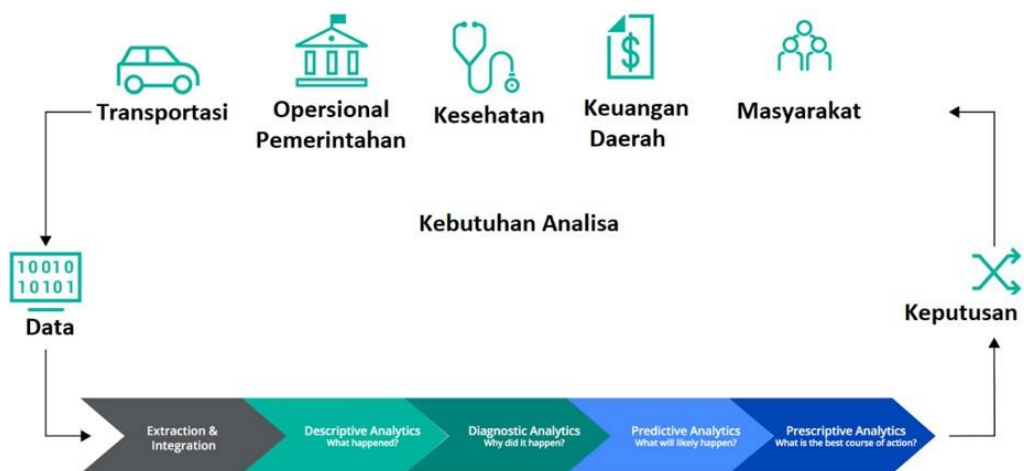 Transportasi
Opersional
Pemerintahan
Kesehatan
Keuangan
Daerah
Masyarakat
Kebutuhan Analisa
10010
10101
Data
Keputusan
Extraction &
Integration
Descriptive Analytics
What happened?
Diagnostic Analytics
Why did it happen?
Predictive Analytics
What will likely happen?
Prescriptive Analytics
What is the best course of action?